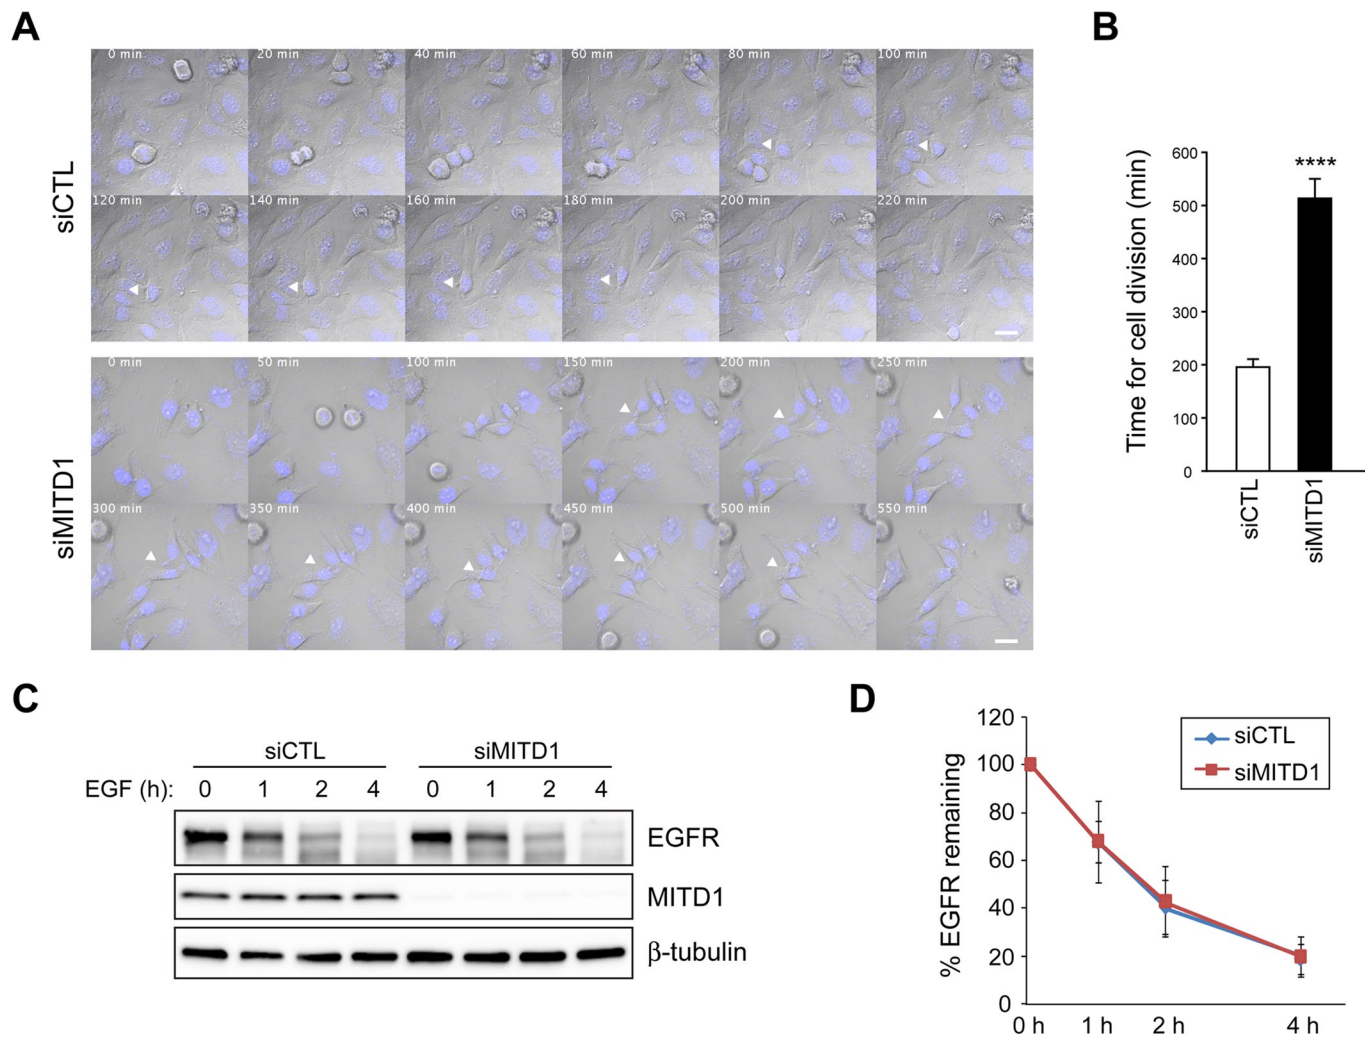 A
B
siCTL
0 min 20 min 40 min 60 min 80 min 100 min
120 min 140 min 160 min 180 min 200 min 220 min
siMITD1
0 min 50 min 100 min 150 min 200 min 250 min
300 min 350 min 400 min 450 min 500 min 550 min
Time for cell division (min)
600
500
400
300
200
100
0
****
siCTL
siMITD1
C
siCTL siMITD1
EGF (h): 0 1 2 4 0 1 2 4
EGFR
MITD1
β-tubulin
D
% EGFR remaining
120
100
80
60
40
20
0
0 h 1 h 2 h 4 h
siCTL
siMITD1